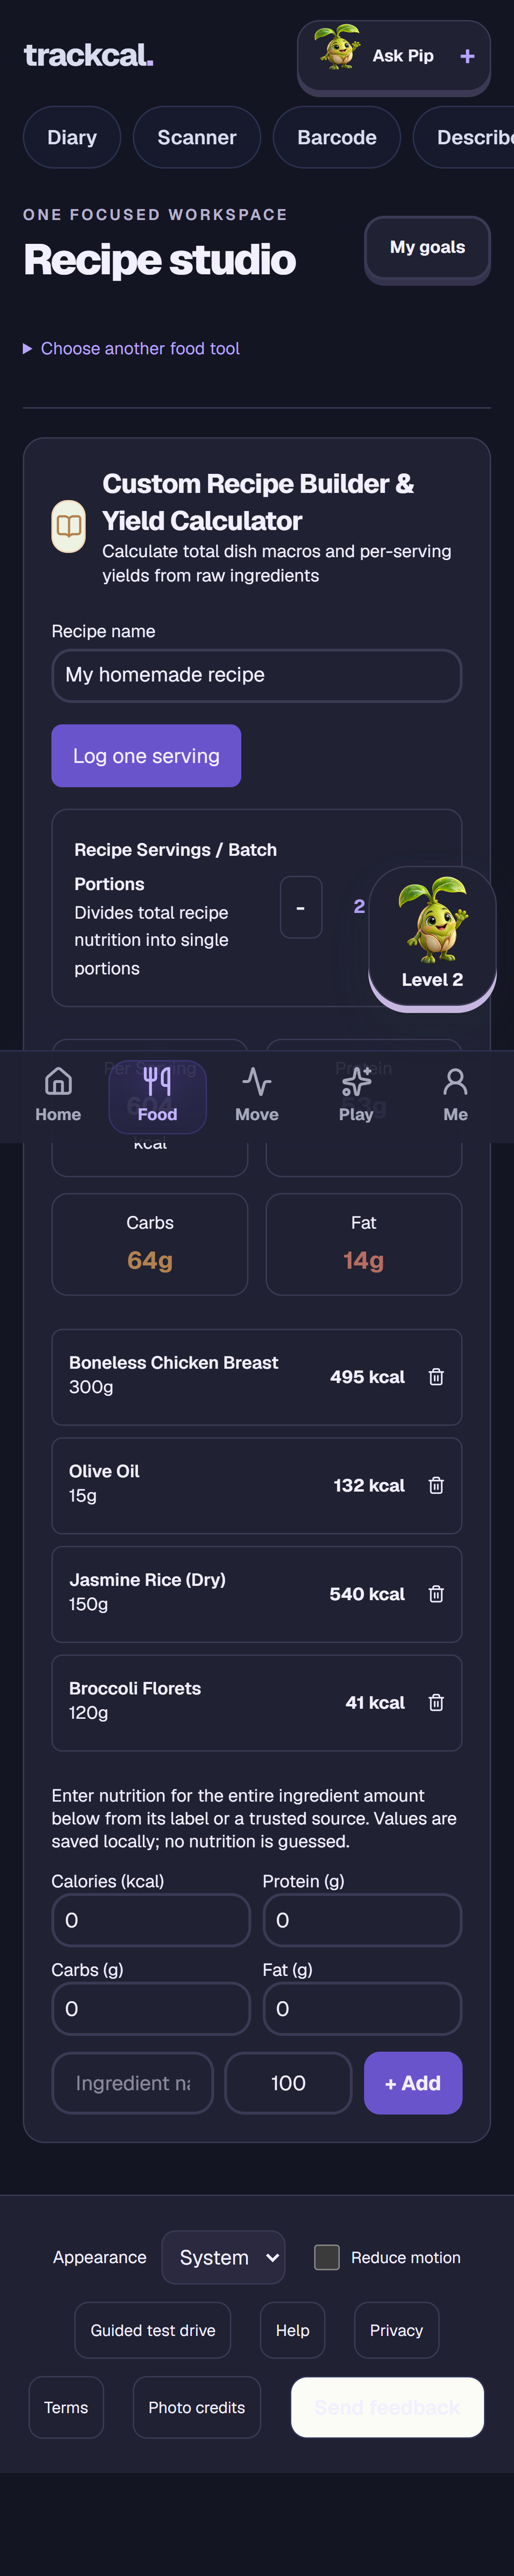 trackcal.
Ask Pip +
Diary Scanner Barcode Describe
ONE FOCUSED WORKSPACE
Recipe studio
My goals
Choose another food tool
Custom Recipe Builder &
Yield Calculator
Calculate total dish macros and per-serving
yields from raw ingredients
Recipe name
My homemade recipe
Log one serving
Recipe Servings / Batch
Portions
Divides total recipe
nutrition into single
portions
- 2
Level 2
Per Serving Protein
Home Food Move Play Me
kcal
Carbs Fat
64g 14g
Boneless Chicken Breast
300g
495 kcal
Olive Oil
15g
132 kcal
Jasmine Rice (Dry)
150g
540 kcal
Broccoli Florets
120g
41 kcal
Enter nutrition for the entire ingredient amount
below from its label or a trusted source. Values are
saved locally; no nutrition is guessed.
Calories (kcal) Protein (g)
0 0
Carbs (g) Fat (g)
0 0
Ingredient 100 + Add
Appearance System Reduce motion
Guided test drive Help Privacy
Terms Photo credits Send feedback